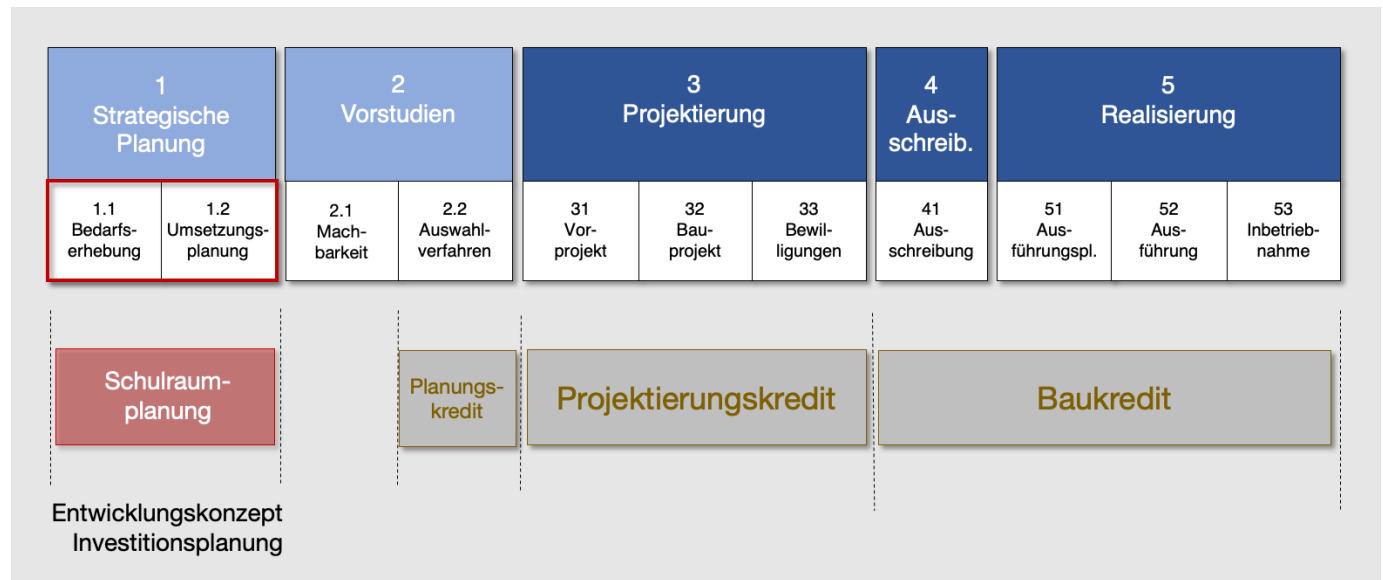 1
Strategische
Planung
2
Vorstudien
3
Projektierung
4
Aus-
schreib.
5
Realisierung
1.1
Bedarfs-
erhebung
1.2
Umsetzungs-
planung
2.1
Mach-
barkeit
2.2
Auswahl-
verfahren
31
Vor-
projekt
32
Bau-
projekt
33
Bewil-
ligungen
41
Aus-
schreibung
51
Aus-
führungspl.
52
Aus-
führung
53
Inbetrieb-
nahme
Schulraum-
planung
Planungs-
kredit
Projektierungskredit
Baukredit
Entwicklungskonzept
Investitionsplanung